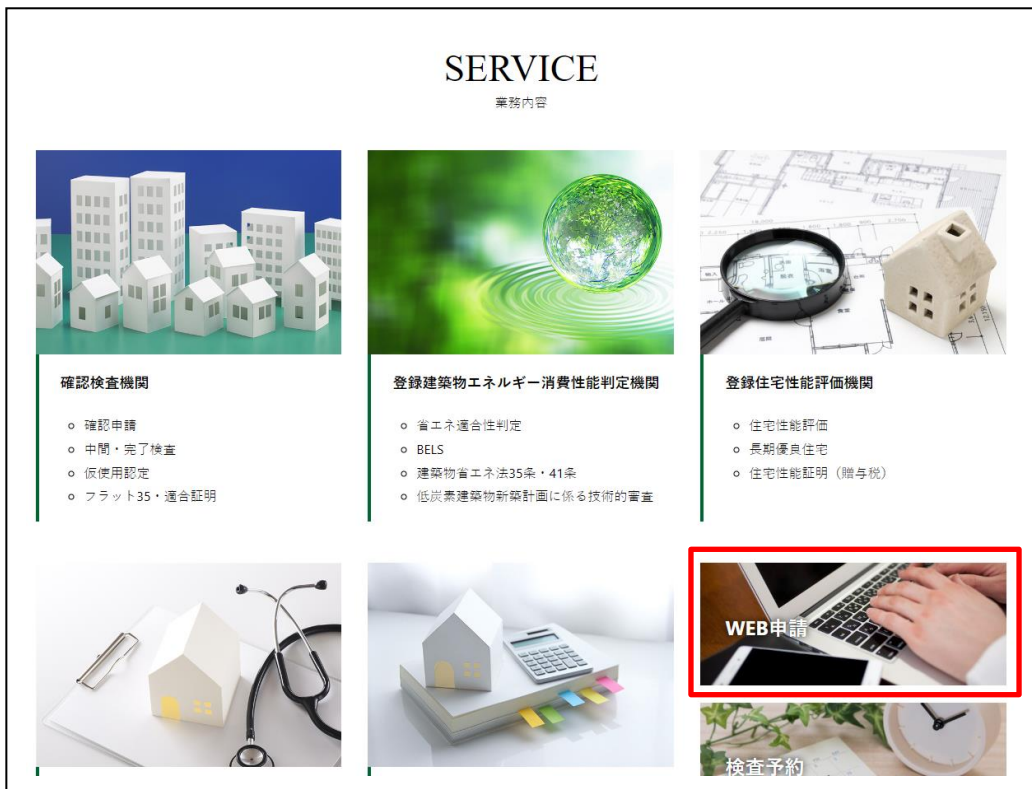 SERVICE
業務内容
確認検査機関
確認申請
中間・完了検査
仮使用認定
フラット35・適合証明
登録建築物エネルギー消費性能判定機関
省エネ適合性判定
BELS
建築物省エネ法35条・41条
低炭素建築物新築計画に係る技術的審査
登録住宅性能評価機関
住宅性能評価
長期優良住宅
住宅性能証明（贈与税）
WEB申請
検査予約